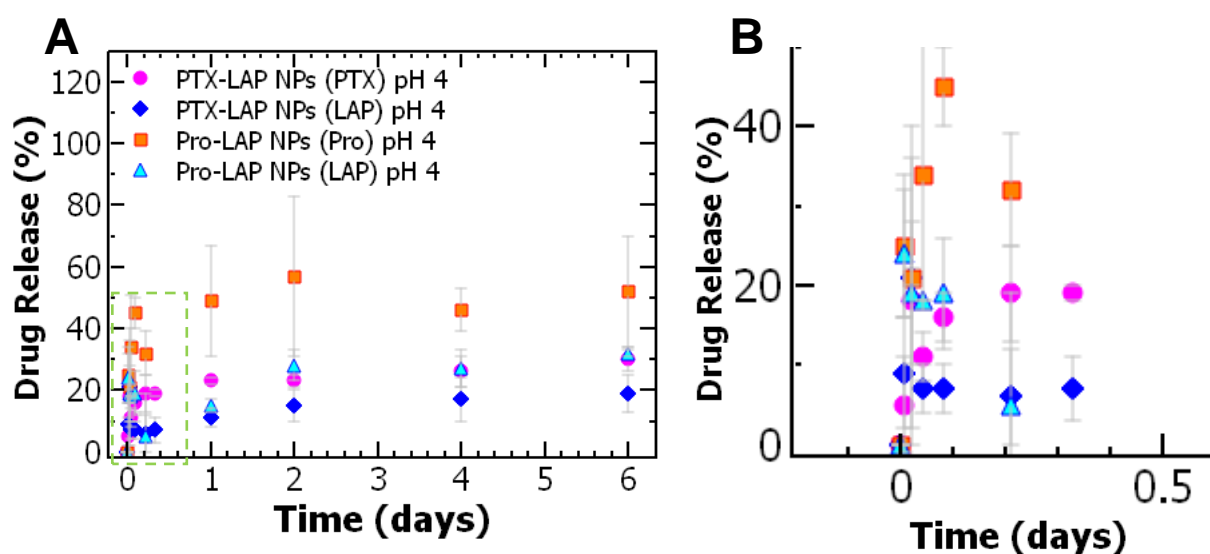 A
Drug Release (%)
120
100
80
60
40
20
0
PTX-LAP NPs (PTX) pH 4
PTX-LAP NPs (LAP) pH 4
Pro-LAP NPs (Pro) pH 4
Pro-LAP NPs (LAP) pH 4
0 1 2 3 4 5 6
Time (days)
B
Drug Release (%)
40
20
0
0 0.5
Time (days)